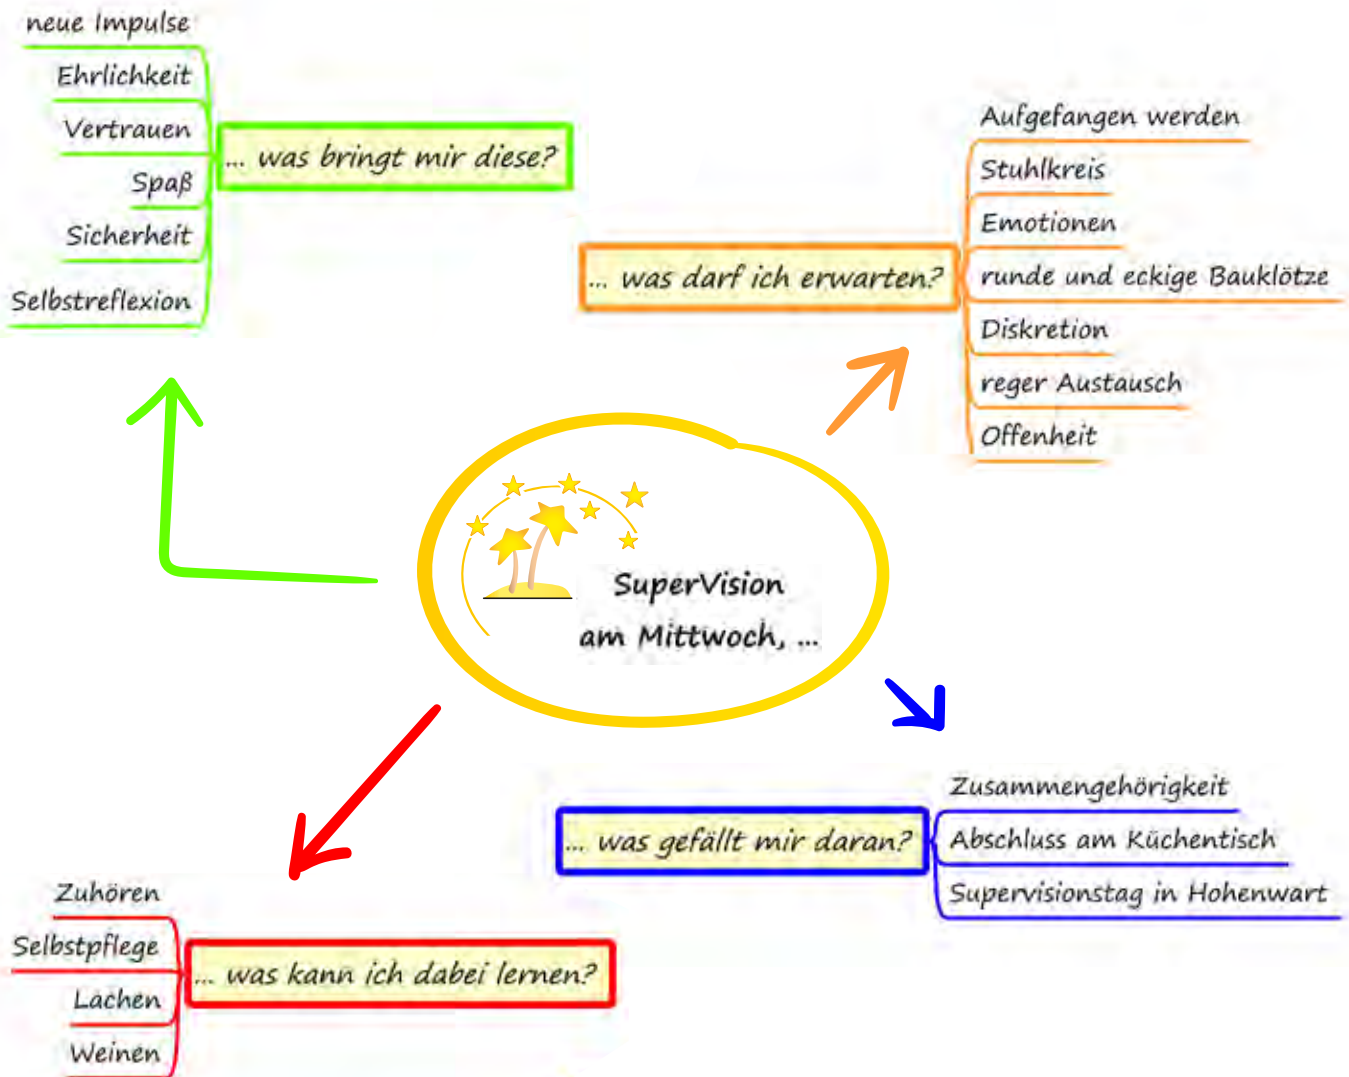 neue Impulse
Ehrlichkeit
Vertrauen
Spaß
Sicherheit
Selbstreflexion
... was bringt mir diese?
... was darf ich erwarten?
Aufgefangen werden
Stuhlkreis
Emotionen
runde und eckige Bauklötze
Diskretion
reger Austausch
Offenheit
SuperVision
am Mittwoch, ...
... was gefällt mir daran?
Zusammengehörigkeit
Abschluss am Küchentisch
Supervisionstag in Hohenwart
Zuhören
Selbstpflege
Lachen
Weinen
... was kann ich dabei lernen?